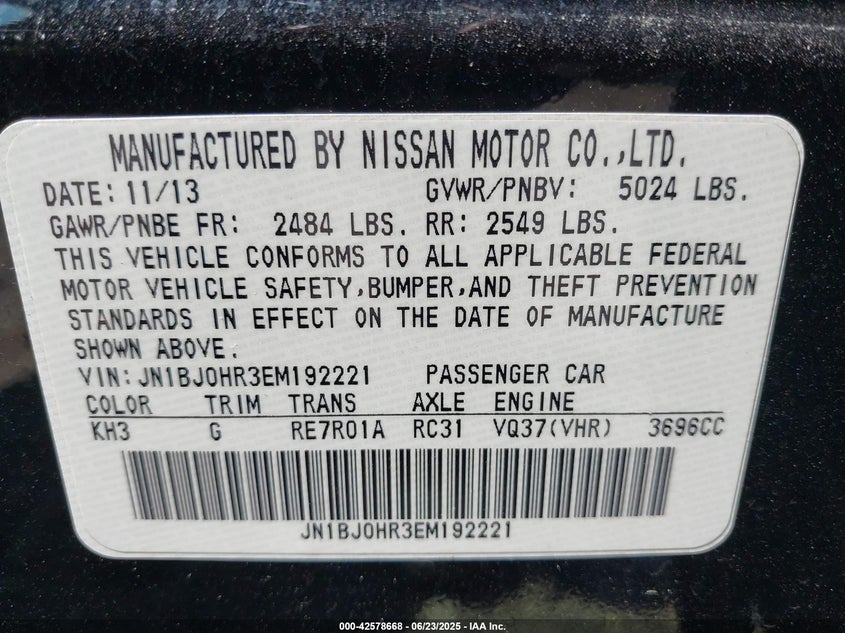 MANUFACTURED BY NISSAN MOTOR CO.,LTD.
DATE: 11/13 GVWR/PNBV: 5024 LBS.
GAWR/PNBE FR: 2484 LBS. RR: 2549 LBS.
THIS VEHICLE CONFORMS TO ALL APPLICABLE FEDERAL
MOTOR VEHICLE SAFETY,BUMPER,AND THEFT PREVENTION
STANDARDS IN EFFECT ON THE DATE OF MANUFACTURE
SHOWN ABOVE.
VIN: JN1BJ0HR3EM192221 PASSENGER CAR
COLOR TRIM TRANS AXLE ENGINE
KH3 G RE7R01A RC31 VQ37(VHR) 3696CC
JN1BJ0HR3EM192221
000-42578668 - 06/23/2025 - IAA Inc.